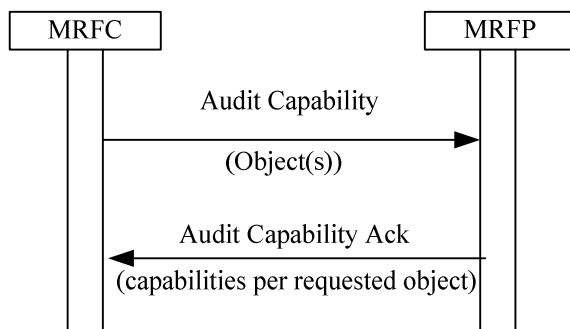 MRFC
MRFP
Audit Capability
(Object(s))
Audit Capability Ack
(capabilities per requested object)